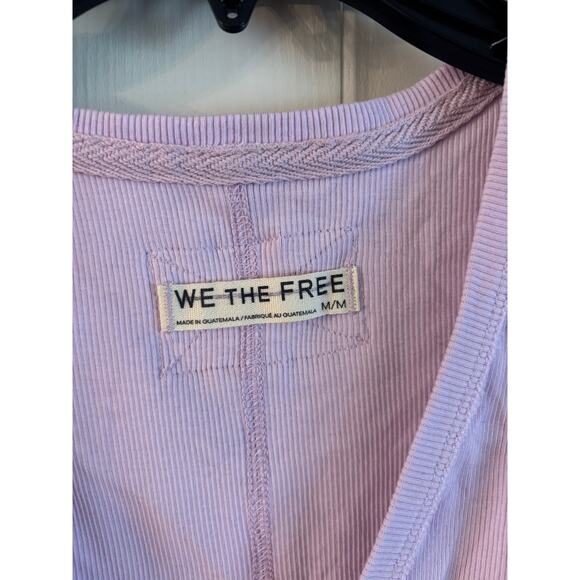 WE THE FREE
MADE IN GUATEMALA / FABRIQUÉ AU GUATEMALA M/M